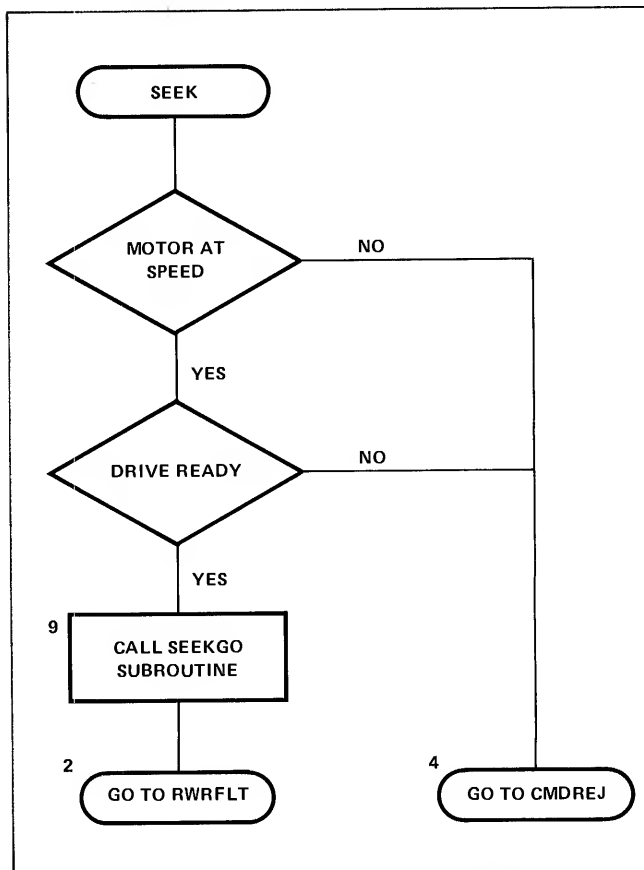 SEEK
MOTOR AT
SPEED
NO
YES
DRIVE READY
NO
YES
9
CALL SEEKGO
SUBROUTINE
2
GO TO RWRFLT
4
GO TO CMDREJ